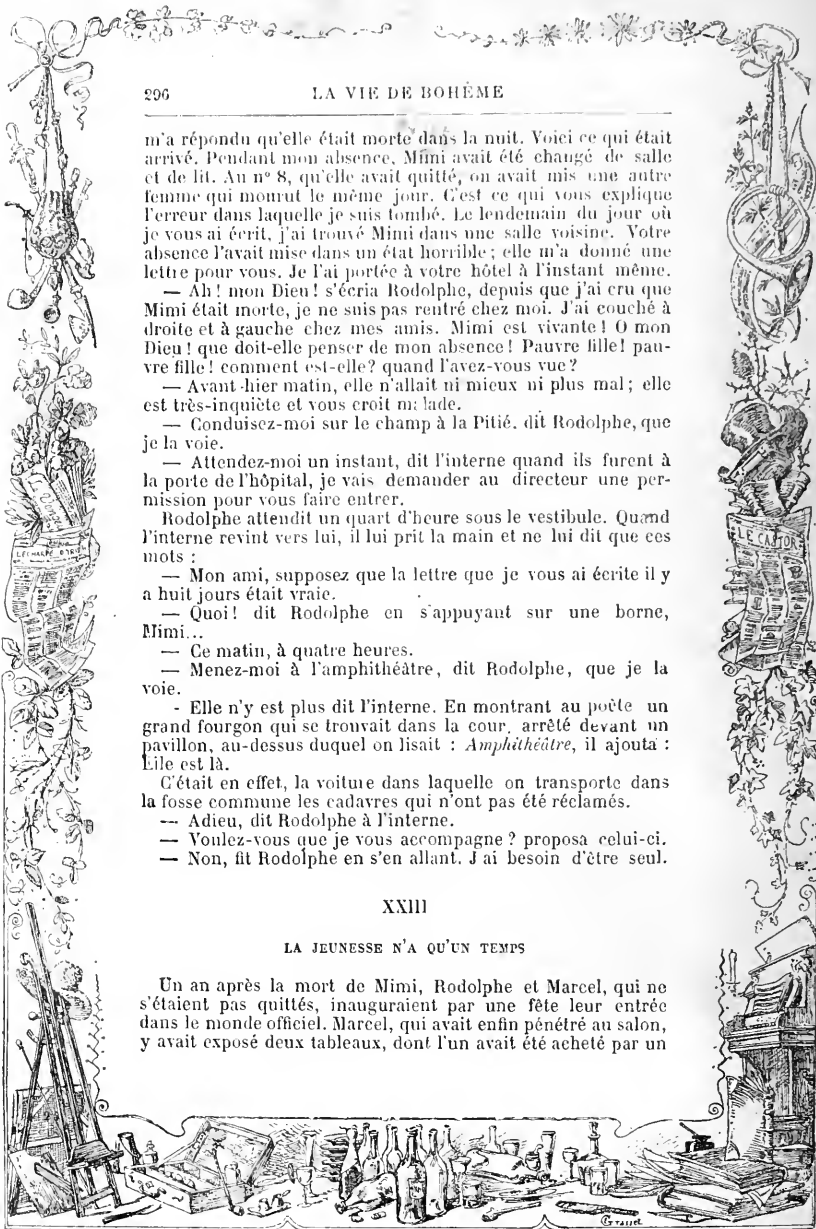 296 LA VIE DE BOHÈME
m'a répondu qu'elle était morte dans la nuit. Voici ce qui était
arrivé. Pendant mon absence, Mimi avait été changé de salle
et de lit. Au n° 8, qu'elle avait quitté, on avait mis une autre
femme qui mourut le même jour. C'est ce qui vous explique
l'erreur dans laquelle je suis tombé. Le lendemain du jour où
je vous ai écrit, j'ai trouvé Mimi dans une salle voisine. Votre
absence l'avait mise dans un état horrible ; elle m'a donné une
lettre pour vous. Je l'ai portée à votre hôtel à l'instant même.
— Ah ! mon Dieu ! s'écria Rodolphe, depuis que j'ai cru que
Mimi était morte, je ne suis pas rentré chez moi. J'ai couché à
droite et à gauche chez mes amis. Mimi est vivante ! O mon
Dieu ! que doit-elle penser de mon absence ! Pauvre fille! pau-
vre fille ! comment est-elle? quand l'avez-vous vue?
— Avant-hier matin, elle n'allait ni mieux ni plus mal ; elle
est très-inquiète et vous croit malade.
— Conduisez-moi sur le champ à la Pitié, dit Rodolphe, que
je la voie.
— Attendez-moi un instant, dit l'interne quand ils furent à
la porte de l'hôpital, je vais demander au directeur une per-
mission pour vous faire entrer.
Rodolphe attendit un quart d'heure sous le vestibule. Quand
l'interne revint vers lui, il lui prit la main et ne lui dit que ces
mots :
— Mon ami, supposez que la lettre que je vous ai écrite il y
a huit jours était vraie.
— Quoi ! dit Rodolphe en s'appuyant sur une borne,
Mimi...
— Ce matin, à quatre heures.
— Menez-moi à l'amphithéâtre, dit Rodolphe, que je la
voie.
- Elle n'y est plus dit l'interne. En montrant au poëte un
grand fourgon qui se trouvait dans la cour, arrêté devant un
pavillon, au-dessus duquel on lisait : Amphithéâtre, il ajouta :
Elle est là.
C'était en effet, la voiture dans laquelle on transporte dans
la fosse commune les cadavres qui n'ont pas été réclamés.
— Adieu, dit Rodolphe à l'interne.
— Voulez-vous que je vous accompagne ? proposa celui-ci.
— Non, fit Rodolphe en s'en allant. J'ai besoin d'être seul.
XXIII
LA JEUNESSE N'A QU'UN TEMPS
Un an après la mort de Mimi, Rodolphe et Marcel, qui ne
s'étaient pas quittés, inauguraient par une fête leur entrée
dans le monde officiel. Marcel, qui avait enfin pénétré au salon,
y avait exposé deux tableaux, dont l'un avait été acheté par un
L'ECHARPE D'IRIS
LE CASTOR
Grasset